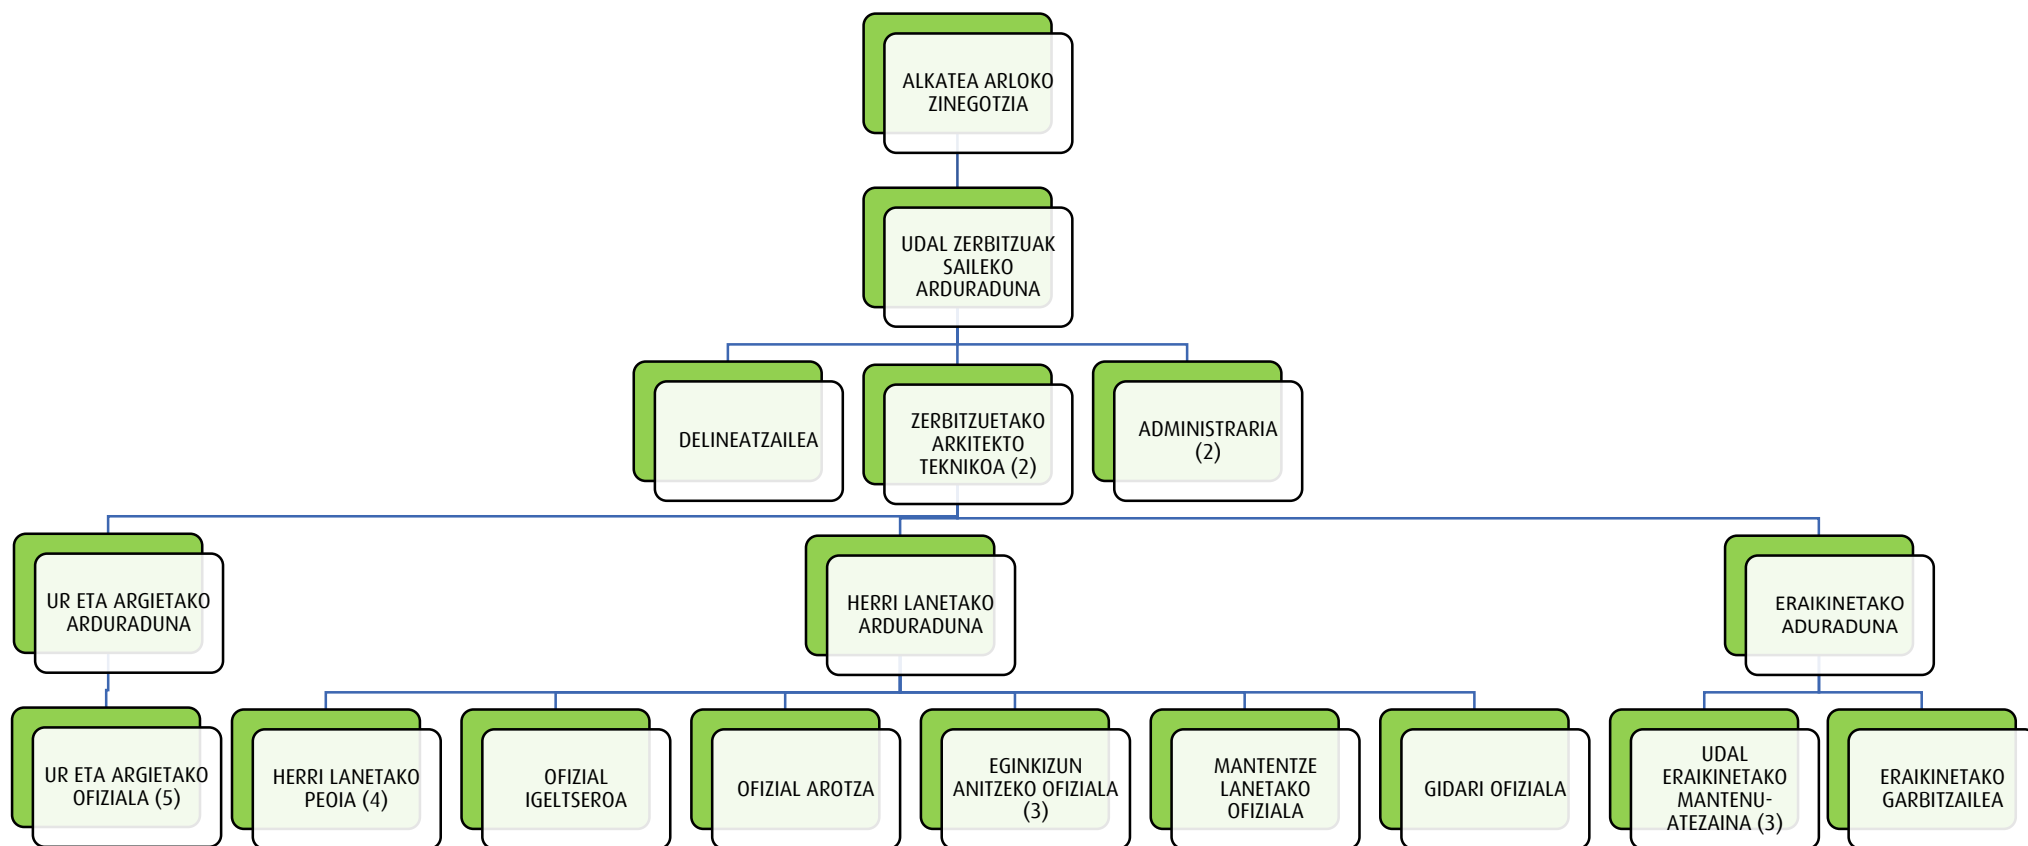 ALKATEA ARLOKO
ZINEGOTZIA
UDAL ZERBITZUAK
SAILEKO
ARDURADUNA
DELINEATZAILEA
ZERBITZUETAKO
ARKITEKTO
TEKNIKOA (2)
ADMINISTRARIA
(2)
UR ETA ARGIETAKO
ARDURADUNA
HERRI LANETAKO
ARDURADUNA
ERAIKINETAKO
ADURADUNA
UR ETA ARGIETAKO
OFIZIALA (5)
HERRI LANETAKO
PEOIA (4)
OFIZIAL
IGELTSEROA
OFIZIAL AROTZA
EGINKIZUN
ANITZEKO OFIZIALA
(3)
MANTENTZE
LANETAKO
OFIZIALA
GIDARI OFIZIALA
UDAL
ERAIKINETAKO
MANTENU-
ATEZAINA (3)
ERAIKINETAKO
GARBITZAILEA